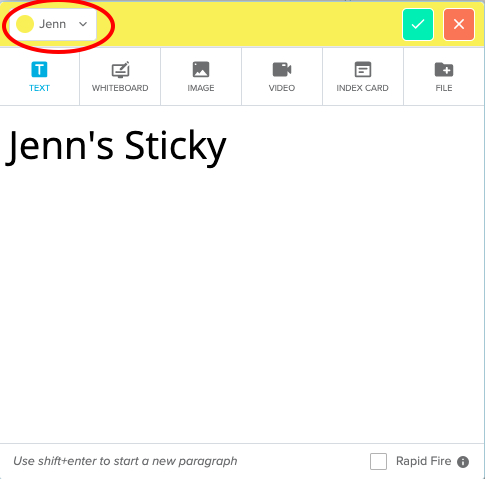 Jenn
TEXT WHITEBOARD IMAGE VIDEO INDEX CARD FILE
Jenn's Sticky
Use shift+enter to start a new paragraph Rapid Fire